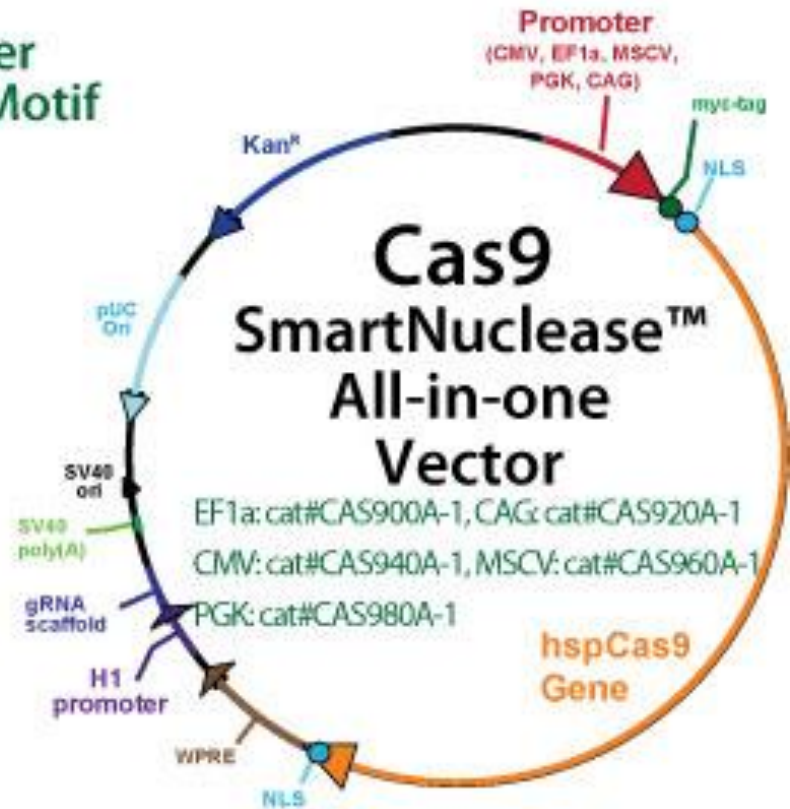 er
Motif
Promoter
(CMV, EF1a, MSCV,
PGK, CAG)
myc-tag
NLS
Kanᴿ
Cas9
SmartNuclease™
All-in-one
Vector
pUC
Ori
SV40
ori
EF1a: cat#CAS900A-1, CAG: cat#CAS920A-1
SV40
poly(A)
CMV: cat#CAS940A-1, MSCV: cat#CAS960A-1
gRNA
scaffold
PGK: cat#CAS980A-1
hspCas9
Gene
H1
promoter
WPRE
NLS